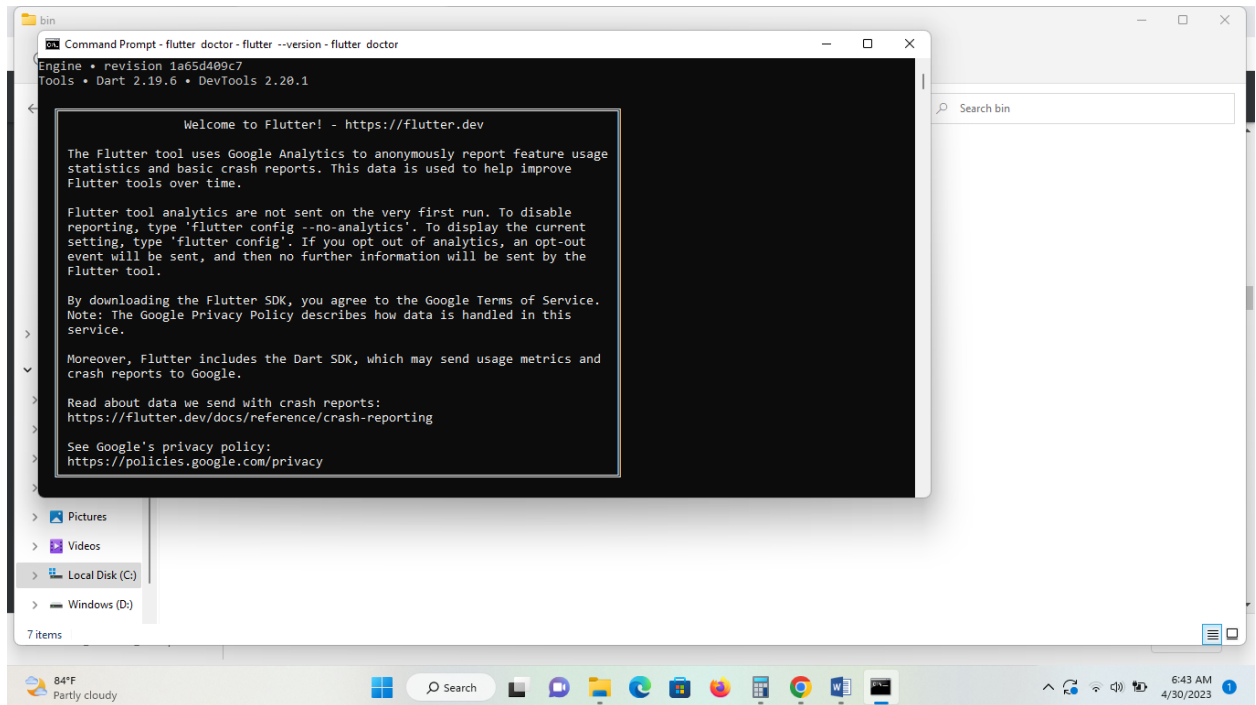 bin
Command Prompt - flutter doctor - flutter --version - flutter doctor
Engine • revision 1a65d409c7
Tools • Dart 2.19.6 • DevTools 2.20.1
Search bin
Welcome to Flutter! - https://flutter.dev
The Flutter tool uses Google Analytics to anonymously report feature usage
statistics and basic crash reports. This data is used to help improve
Flutter tools over time.
Flutter tool analytics are not sent on the very first run. To disable
reporting, type 'flutter config --no-analytics'. To display the current
setting, type 'flutter config'. If you opt out of analytics, an opt-out
event will be sent, and then no further information will be sent by the
Flutter tool.
By downloading the Flutter SDK, you agree to the Google Terms of Service.
Note: The Google Privacy Policy describes how data is handled in this
service.
Moreover, Flutter includes the Dart SDK, which may send usage metrics and
crash reports to Google.
Read about data we send with crash reports:
https://flutter.dev/docs/reference/crash-reporting
See Google's privacy policy:
https://policies.google.com/privacy
Pictures
Videos
Local Disk (C:)
Windows (D:)
7 items
84°F
Partly cloudy
Search
6:43 AM
4/30/2023
1